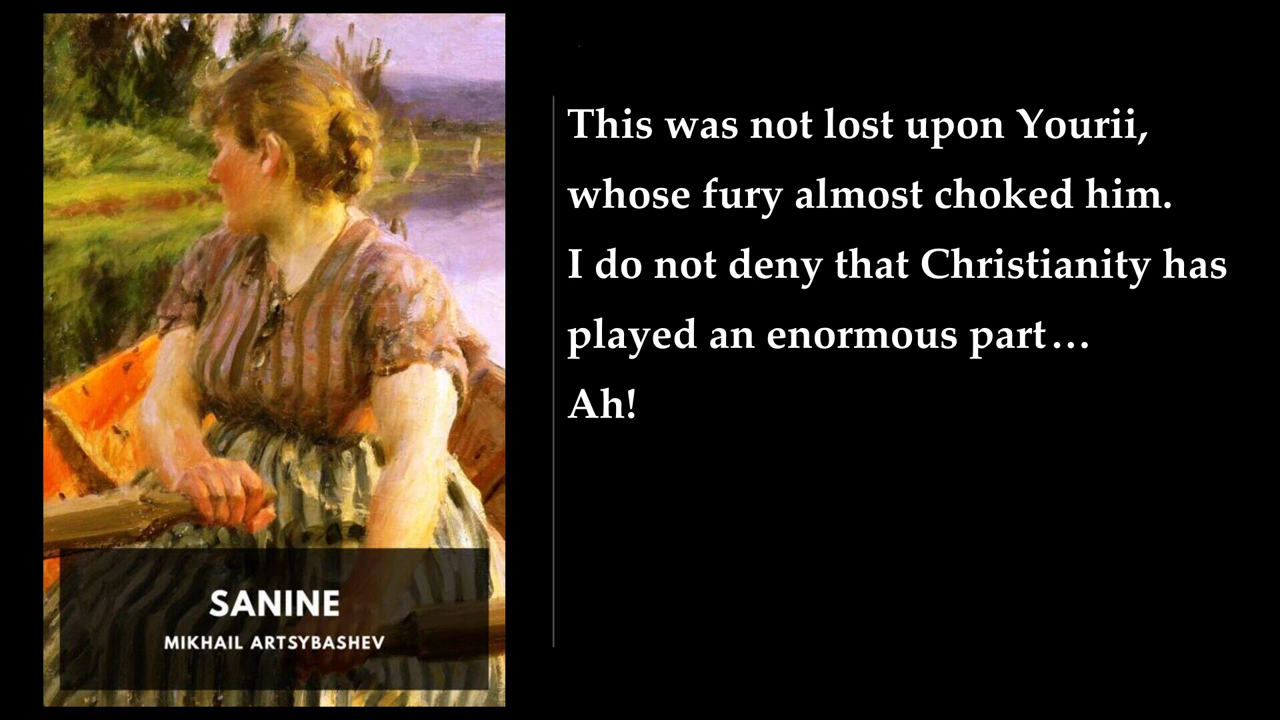 This was not lost upon Yourii,
whose fury almost choked him.
I do not deny that Christianity has
played an enormous part…
Ah!
SANINE
MIKHAIL ARTSYBASHEV